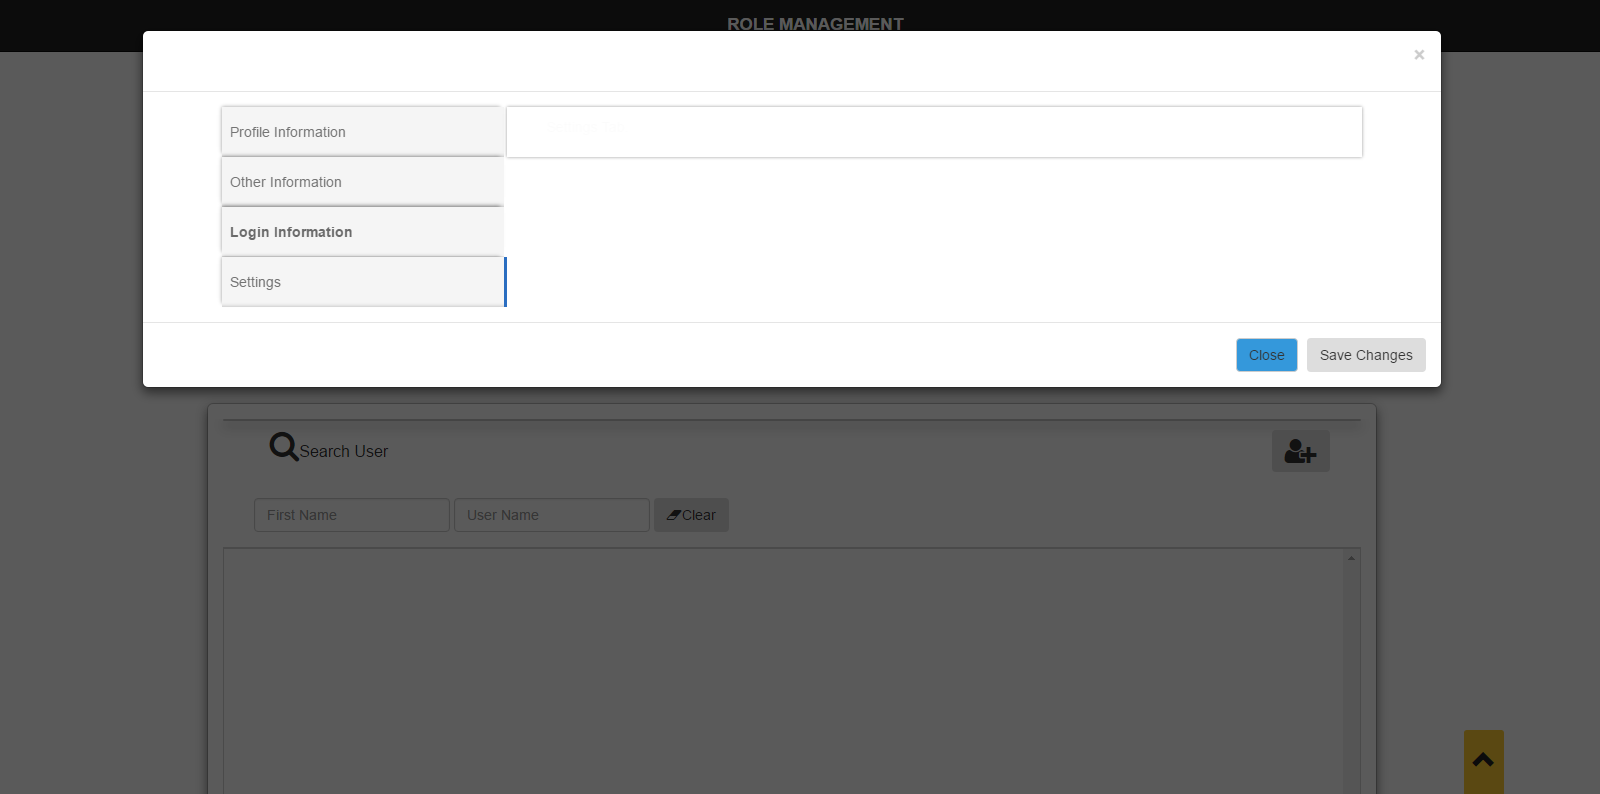 ROLE MANAGEMENT
×
Profile Information
Other Information
Login Information
Settings
Close Save Changes
Search User
First Name User Name Clear